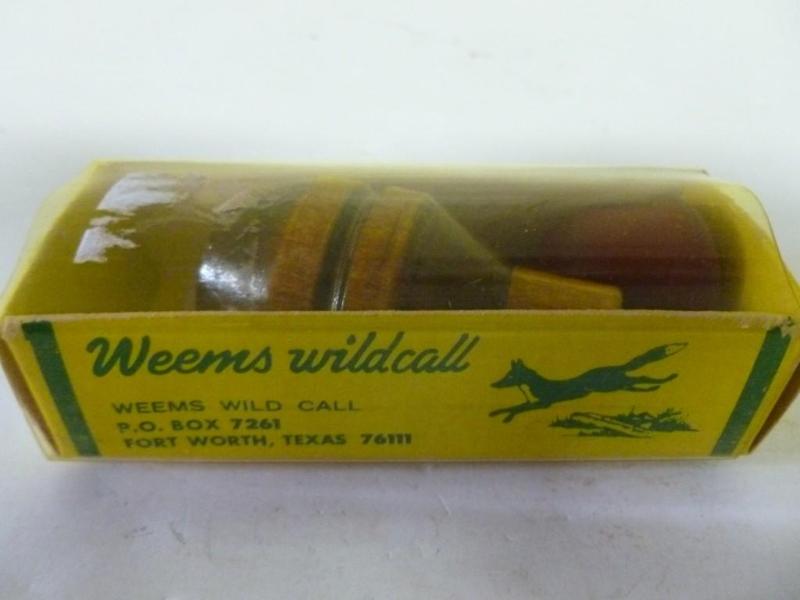 Weems wildcall
WEEMS WILD CALL
P.O. BOX 7261
FORT WORTH, TEXAS 76111